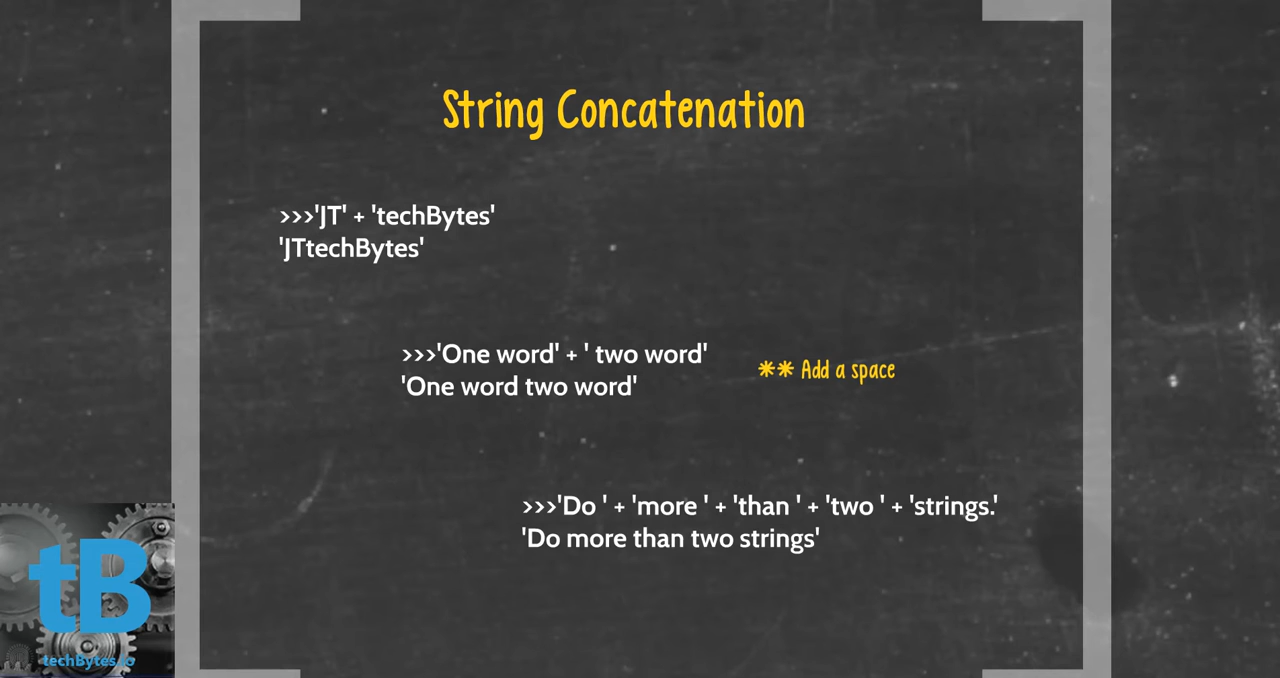 String Concatenation
>>>'JT' + 'techBytes'
'JTtechBytes'
>>>'One word' + ' two word'
** Add a space
'One word two word'
>>>'Do ' + 'more ' + 'than ' + 'two ' + 'strings.'
'Do more than two strings'
tB
techBytes.io